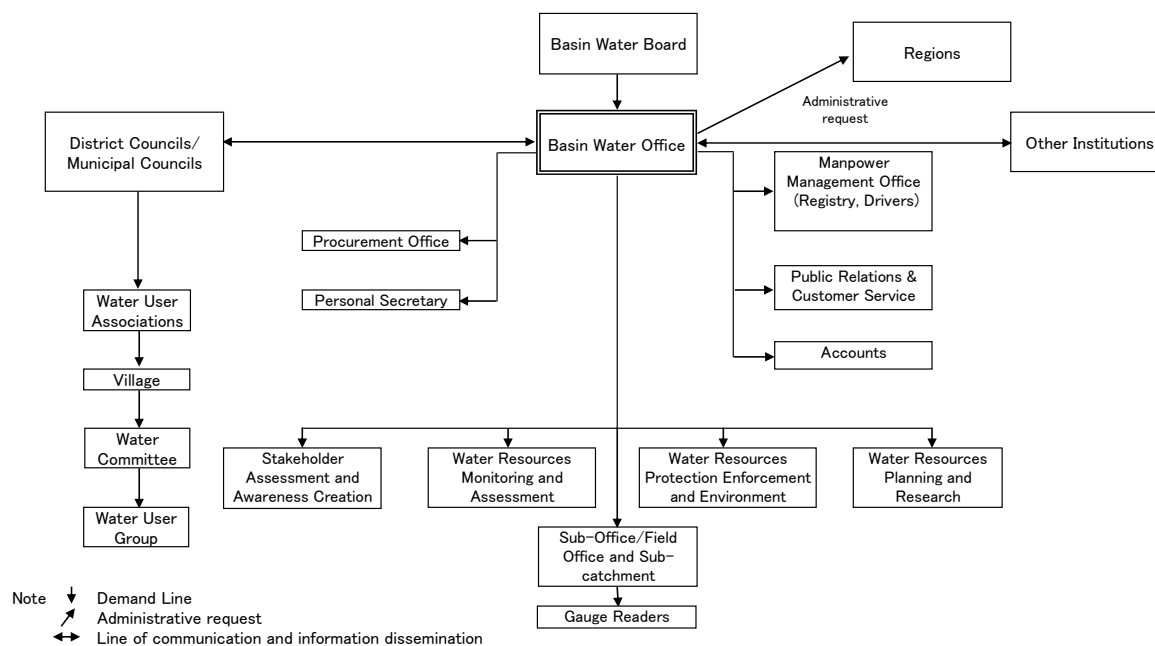 Basin Water Board
Regions
Administrative
request
District Councils/
Municipal Councils
Basin Water Office
Other Institutions
Manpower
Management Office
(Registry, Drivers)
Procurement Office
Public Relations &
Customer Service
Personal Secretary
Water User
Associations
Accounts
Village
Water
Committee
Stakeholder
Assessment and
Awareness Creation
Water Resources
Monitoring and
Assessment
Water Resources
Protection Enforcement
and Environment
Water Resources
Planning and
Research
Water User
Group
Sub-Office/Field
Office and Sub-
catchment
Gauge Readers
Note
Demand Line
Administrative request
Line of communication and information dissemination